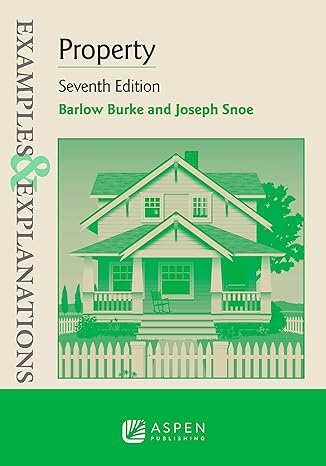 EXAMPLES & EXPLANATIONS
Property
Seventh Edition
Barlow Burke and Joseph Snoe
ASPEN
PUBLISHING